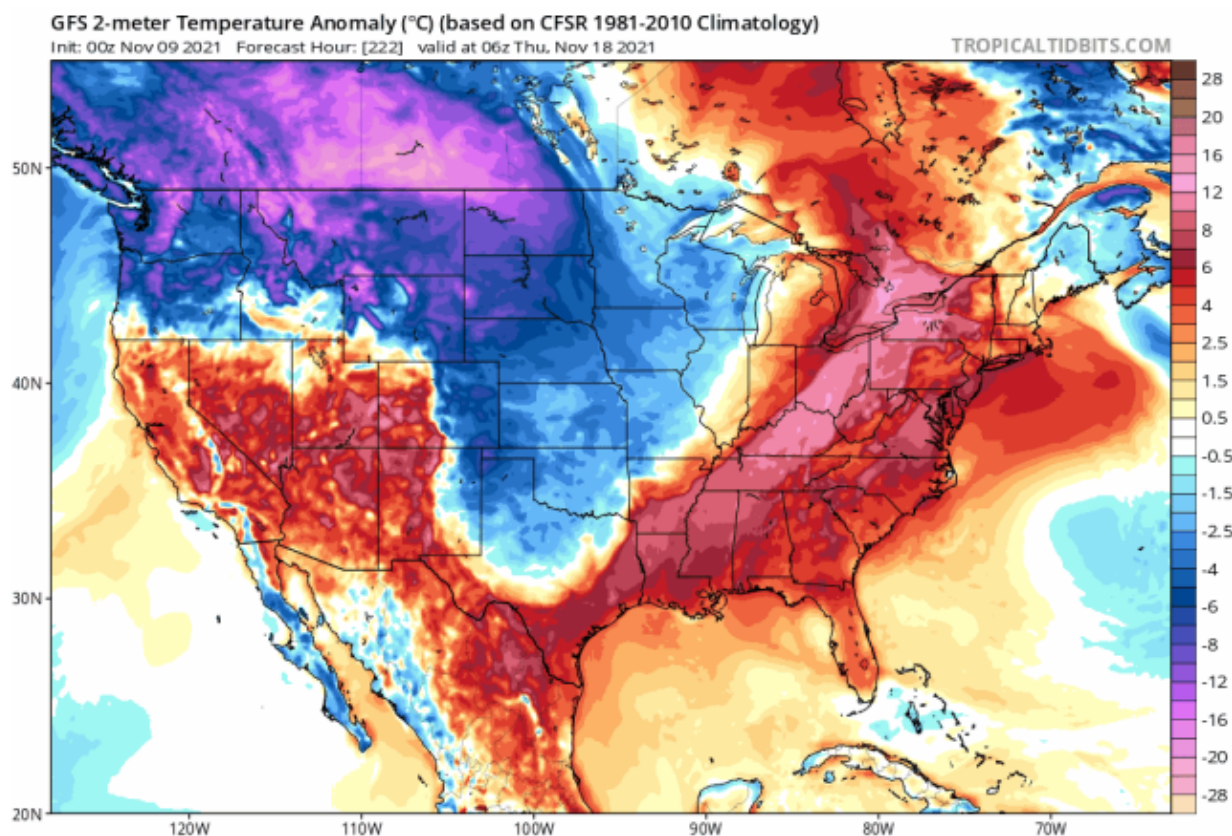 GFS 2-meter Temperature Anomaly (°C) (based on CFSR 1981-2010 Climatology)
Init: 00z Nov 09 2021 Forecast Hour: [222] valid at 06z Thu, Nov 18 2021
TROPICALTIDBITS.COM
28
20
16
12
8
6
4
2.5
1.5
0.5
-0.5
-1.5
-2.5
-4
-6
-8
-12
-16
-20
-28
50N
40N
30N
20N
120W 110W 100W 90W 80W 70W